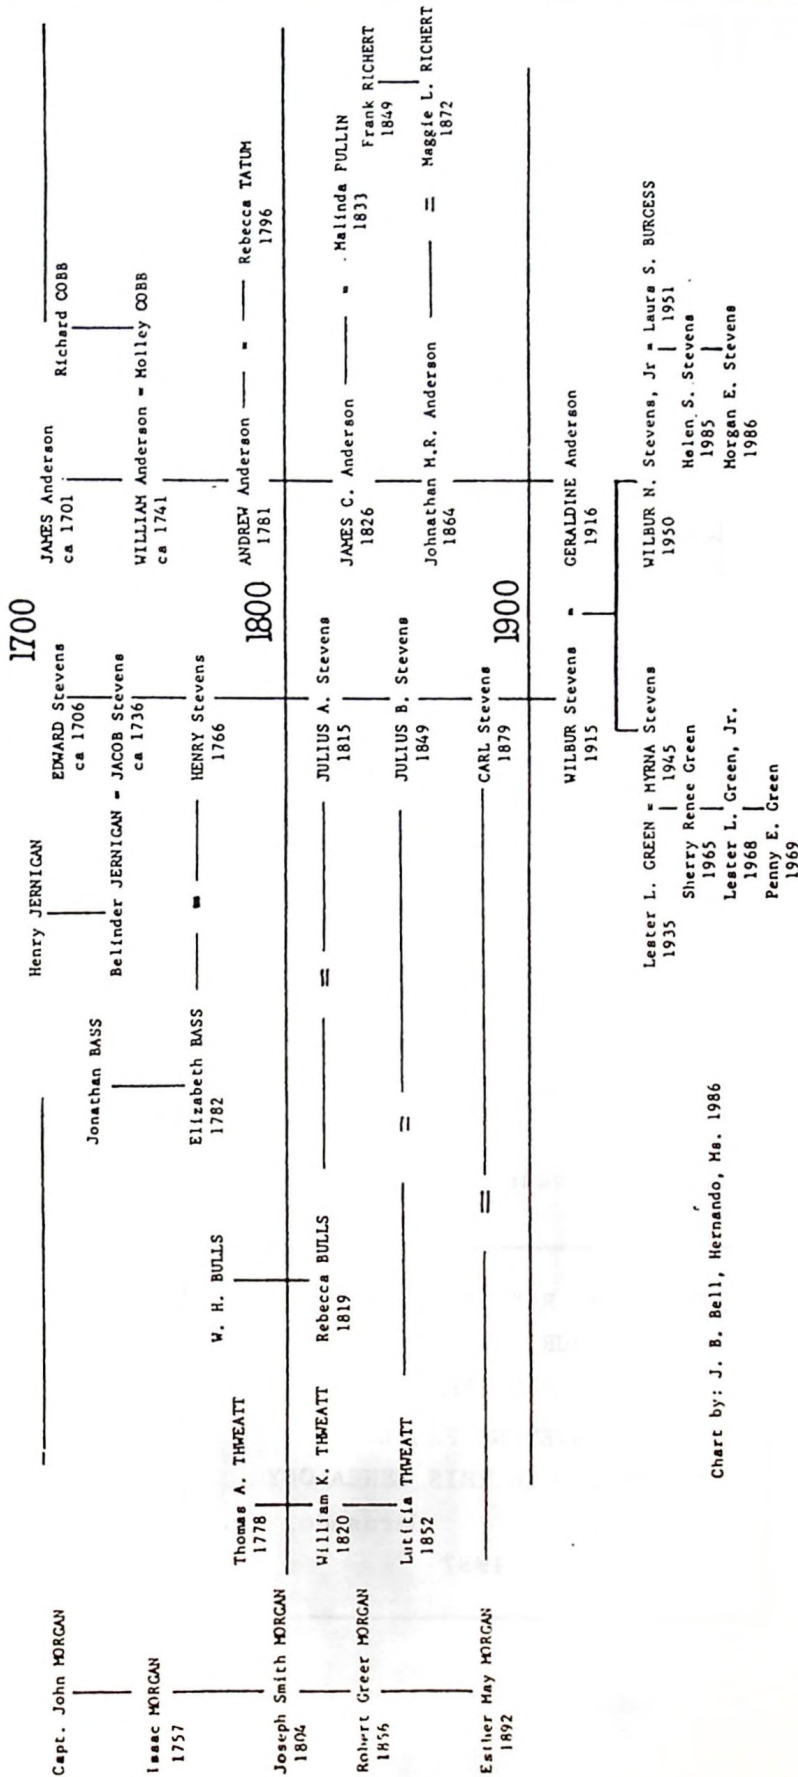 1700
Capt. John MORGAN
Henry JERNIGAN
EDWARD Stevens
ca 1706
JAMES Anderson
ca 1701
Richard COBB
Jonathan BASS
Belinder JERNIGAN = JACOB Stevens
ca 1736
WILLIAM Anderson = Molley COBB
ca 1741
Isaac MORGAN
1757
Elizabeth BASS
1782
=
HENRY Stevens
1766
W. H. BULLS
Thomas A. THWEATT
1778
ANDREW Anderson
1781
=
Rebecca TATUM
1796
1800
Joseph Smith MORGAN
1804
William K. THWEATT
1820
Rebecca BULLS
1819
=
JULIUS A. Stevens
1815
JAMES C. Anderson
1826
=
Malinda PULLIN
1833
Frank RICHERT
1849
Robert Greer MORGAN
1856
Lutitia THWEATT
1852
=
JULIUS B. Stevens
1849
Johnathan M.R. Anderson
1864
=
Maggie L. RICHERT
1872
Esther May MORGAN
1892
=
CARL Stevens
1879
1900
WILBUR Stevens
1915
=
GERALDINE Anderson
1916
Lester L. GREEN = MYRNA Stevens
1935
1945
Sherry Renee Green
1965
Lester L. Green, Jr.
1968
Penny E. Green
1969
WILBUR N. Stevens, Jr = Laura S. BURGESS
1950
1951
Helen S. Stevens
1985
Morgan E. Stevens
1986
Chart by: J. B. Bell, Hernando, Ms. 1986